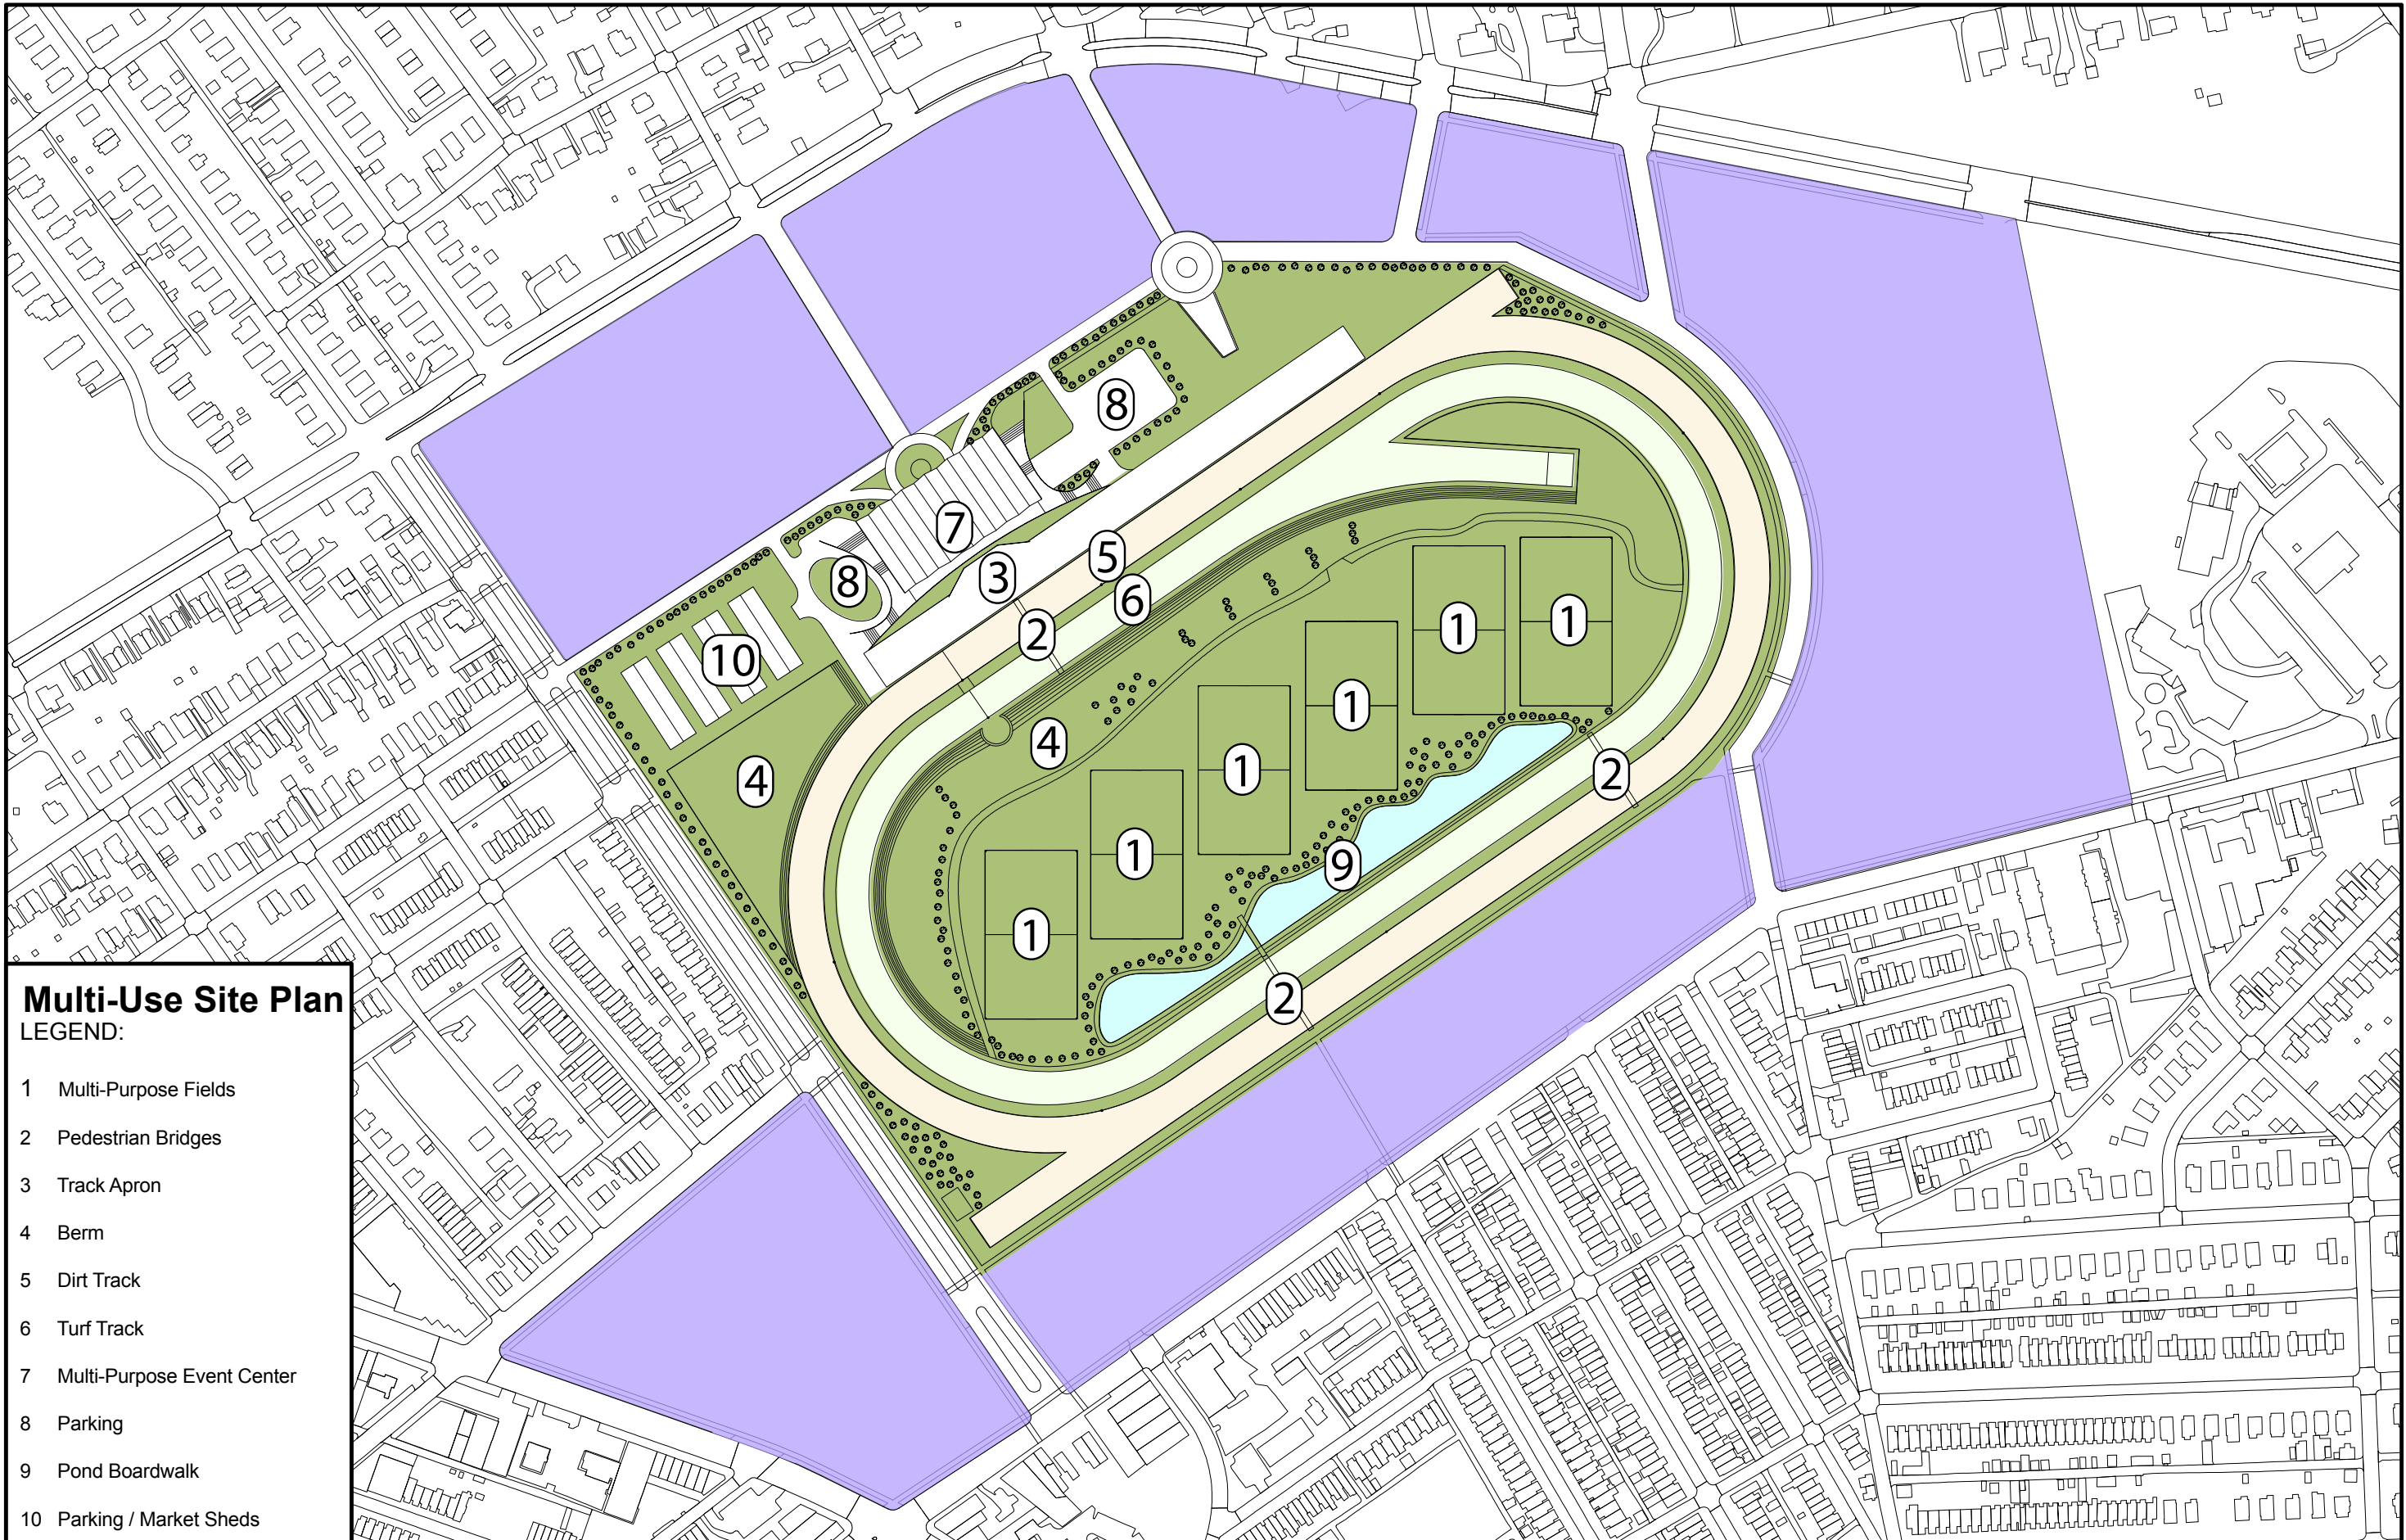 8
7
5
3
8
6
1
1
2
10
1
4
1
2
4
1
9
1
2
Multi-Use Site Plan
LEGEND:
1 Multi-Purpose Fields
2 Pedestrian Bridges
3 Track Apron
4 Berm
5 Dirt Track
6 Turf Track
7 Multi-Purpose Event Center
8 Parking
9 Pond Boardwalk
10 Parking / Market Sheds